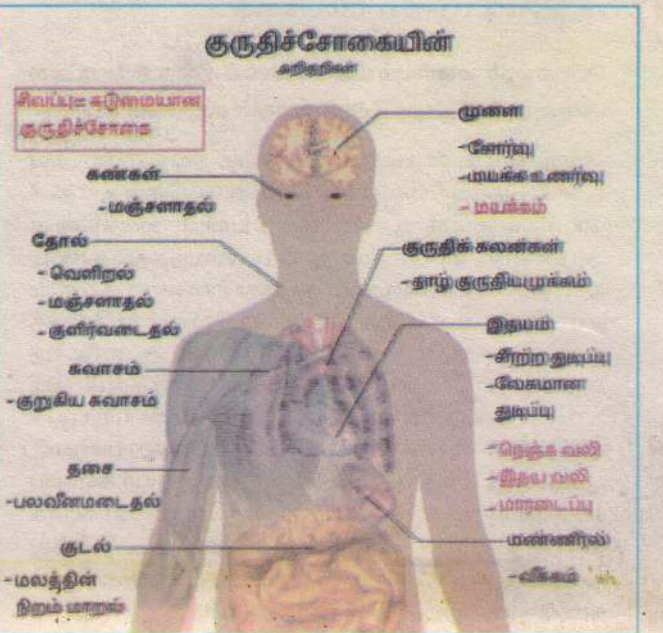 குருதிச்சோகையின்
அறிகுறிகள்
சிவப்பு= கடுமையான
குருதிச்சோகை
கண்கள்
- மஞ்சளாதல்
தோல்
- வெளிறல்
- மஞ்சளாதல்
- குளிர்வடைதல்
சுவாசம்
- குறுகிய சுவாசம்
தசை
- பலவீனமடைதல்
குடல்
- மலத்தின்
நிறம் மாறல்
மூளை
- சோர்வு
- மயக்க உணர்வு
- மயக்கம்
குருதிக் கலன்கள்
- தாழ் குருதியமுக்கம்
இதயம்
- சீரற்ற துடிப்பு
- வேகமான
துடிப்பு
- நெஞ்சு வலி
- இதய வலி
- மாரடைப்பு
மண்ணீரல்
- வீக்கம்